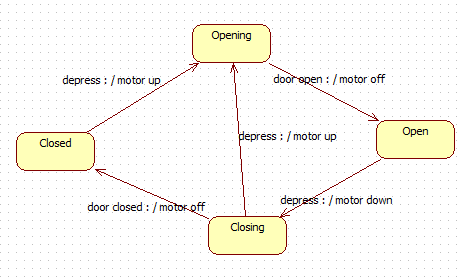 Opening
depress : / motor up
door open : / motor off
Open
depress : / motor up
Closed
depress : / motor down
door closed : / motor off
Closing